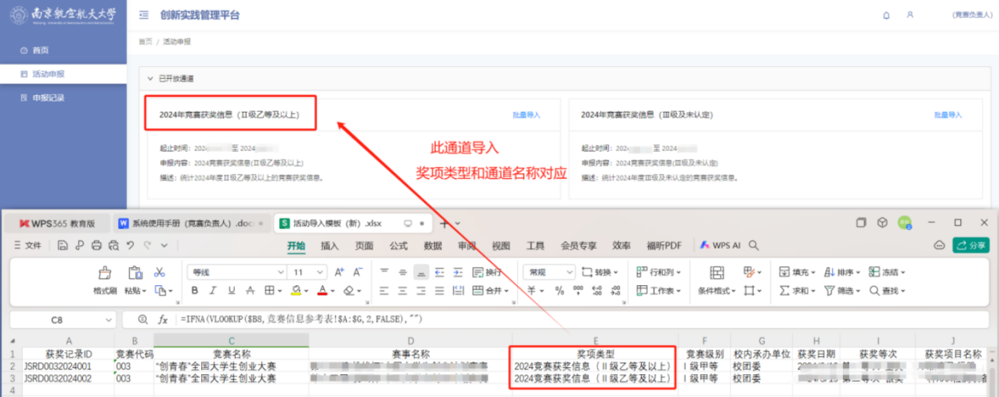 南京航空航天大学
创新实践管理平台
(竞赛负责人)
首页 / 活动申报
首页
活动申报
申报记录
已开放通道
2024年竞赛获奖信息（Ⅱ级乙等及以上）
批量导入
2024年竞赛获奖信息（Ⅲ级及未认定）
批量导入
起止时间：202 至 2024
申报内容：2024竞赛获奖信息(Ⅱ级乙等及以上)
描述：统计2024年度Ⅱ级乙等及以上的竞赛获奖信息。
起止时间：202 至 2024
申报内容：2024竞赛获奖信息(Ⅲ级及未认定)
描述：统计2024年度Ⅲ级及未认定的竞赛获奖信息。
此通道导入
奖项类型和通道名称对应
WPS365 教育版
系统使用手册（竞赛负责人）.doc
活动导入模板（新）.xlsx
文件 开始 插入 页面 公式 数据 审阅 视图 工具 会员专享 效率 福昕PDF WPS AI 分享
等线 11 换行 常规 转换 行和列 填充 排序 冻结
格式刷 粘贴 B I U A 合并 工作表 条件格式 求和 筛选 查找
C8 fx =IFNA(VLOOKUP($B8,竞赛信息参考表!$A:$G,2,FALSE),"")
A B C D E F G H I J
1 获奖记录ID 竞赛代码 竞赛名称 赛事名称 奖项类型 竞赛级别 校内承办单位 获奖日期 获奖等次 获奖项目名称
2 JSRD0032024001 003 “创青春”全国大学生创业大赛 2024竞赛获奖信息（Ⅱ级乙等及以上） Ⅰ级甲等 校团委
3 JSRD0032024002 003 “创青春”全国大学生创业大赛 2024竞赛获奖信息（Ⅱ级乙等及以上） Ⅰ级甲等 校团委
4